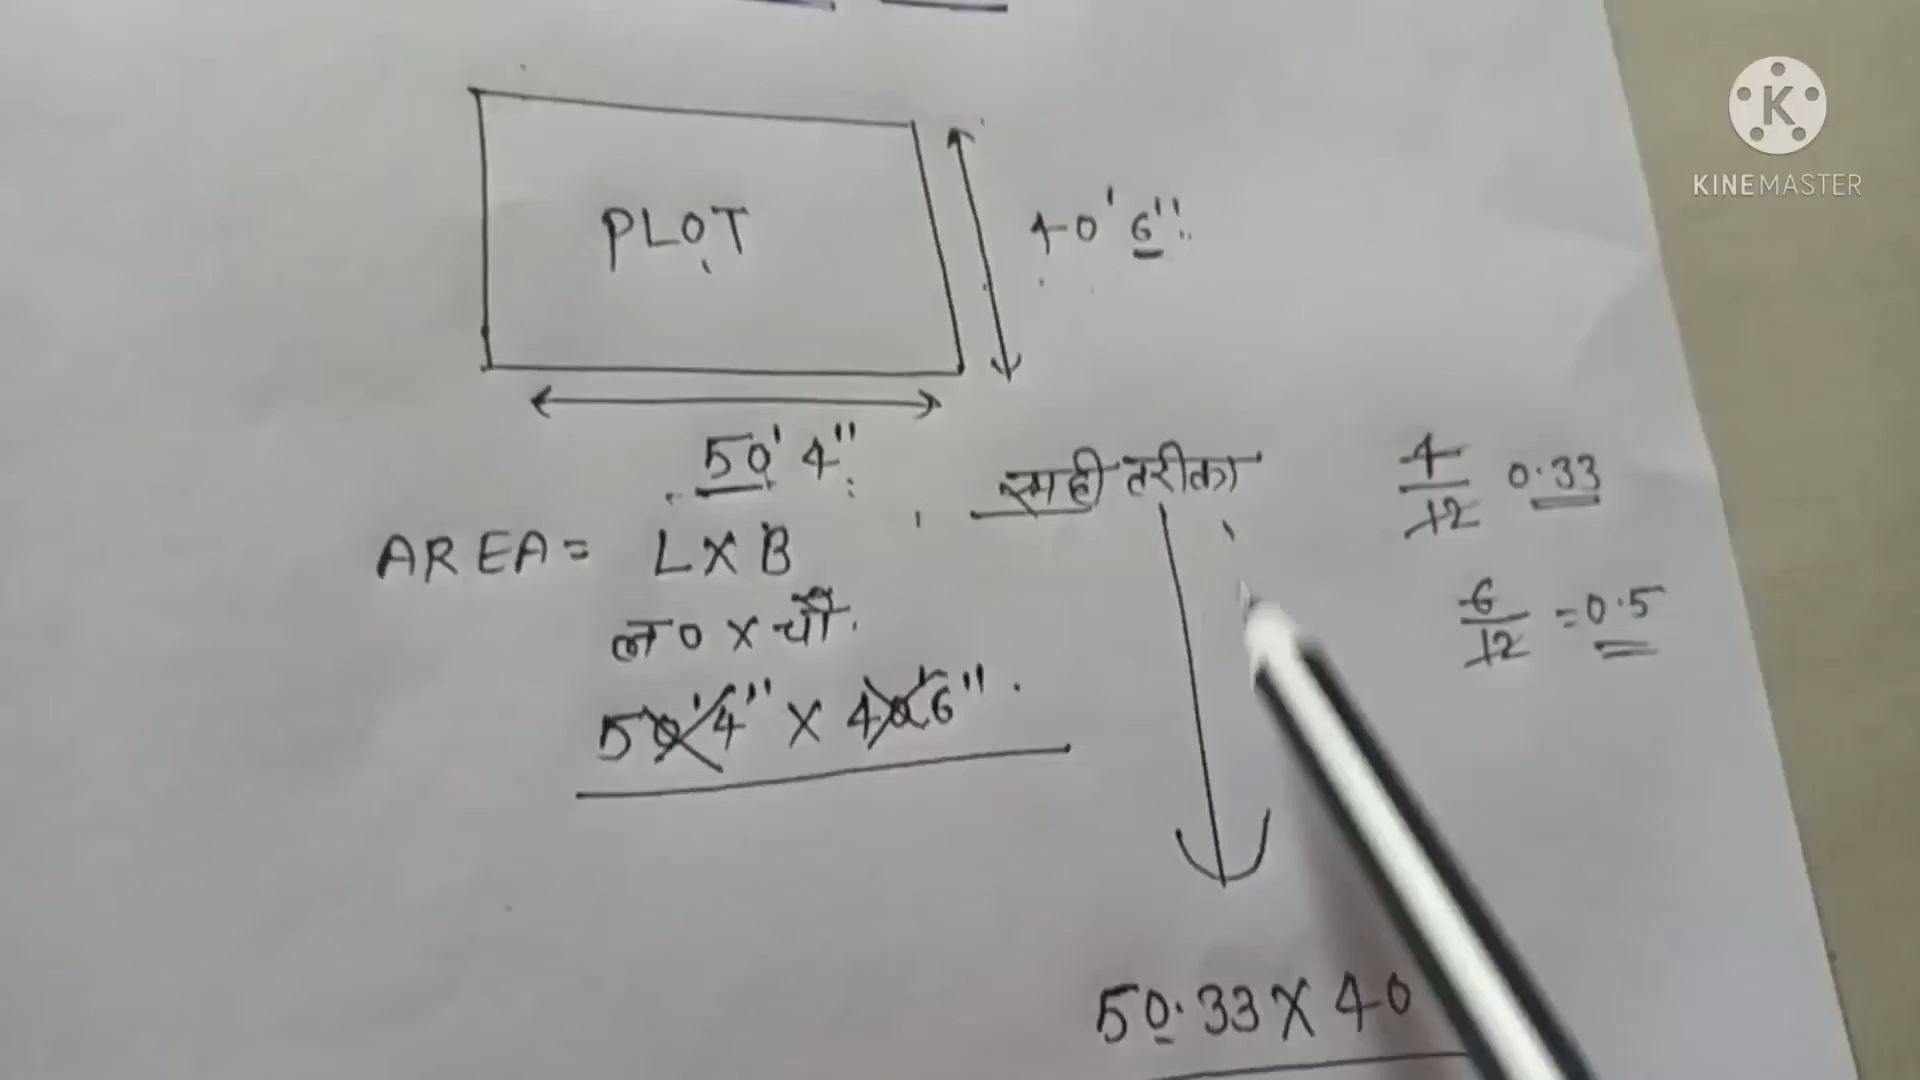 K
KINEMASTER
PLOT
40'6"
50'4"
सही तरीका
4/12 0.33
AREA= L X B
6/12 =0.5
ल० x चौ.
50'4" X 40'6"
50.33 X 40